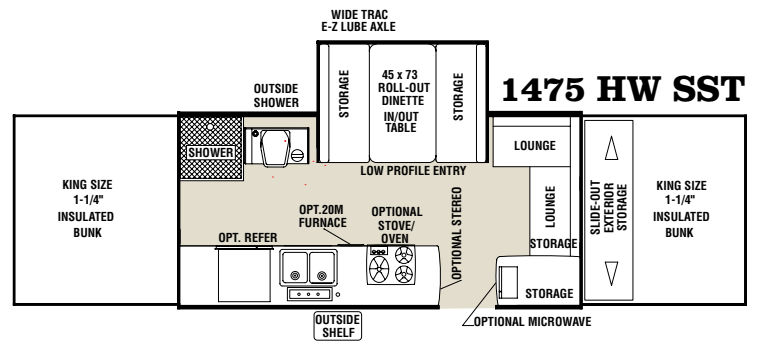 WIDE TRAC
E-Z LUBE AXLE
1475 HW SST
OUTSIDE
SHOWER
STORAGE
45 x 73
ROLL-OUT
DINETTE
IN/OUT
TABLE
STORAGE
SHOWER
LOUNGE
LOW PROFILE ENTRY
KING SIZE
1-1/4"
INSULATED
BUNK
LOUNGE
STORAGE
SLIDE-OUT
EXTERIOR
STORAGE
KING SIZE
1-1/4"
INSULATED
BUNK
OPT. REFER
OPT.20M
FURNACE
OPTIONAL
STOVE/
OVEN
OPTIONAL STEREO
STORAGE
OUTSIDE
SHELF
OPTIONAL MICROWAVE